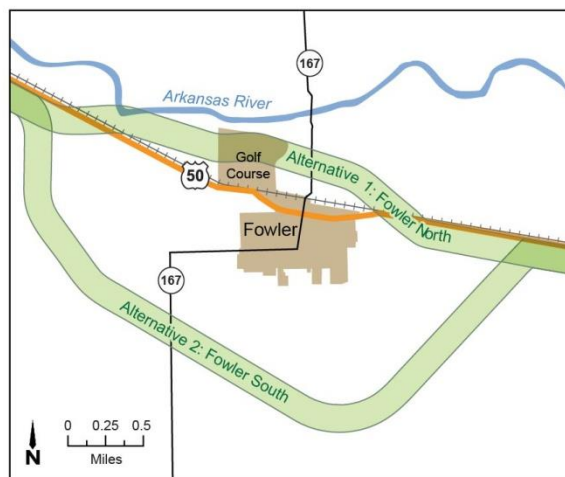 167
Arkansas River
50
Golf
Course
Alternative 1: Fowler North
Fowler
167
Alternative 2: Fowler South
0 0.25 0.5
Miles
N